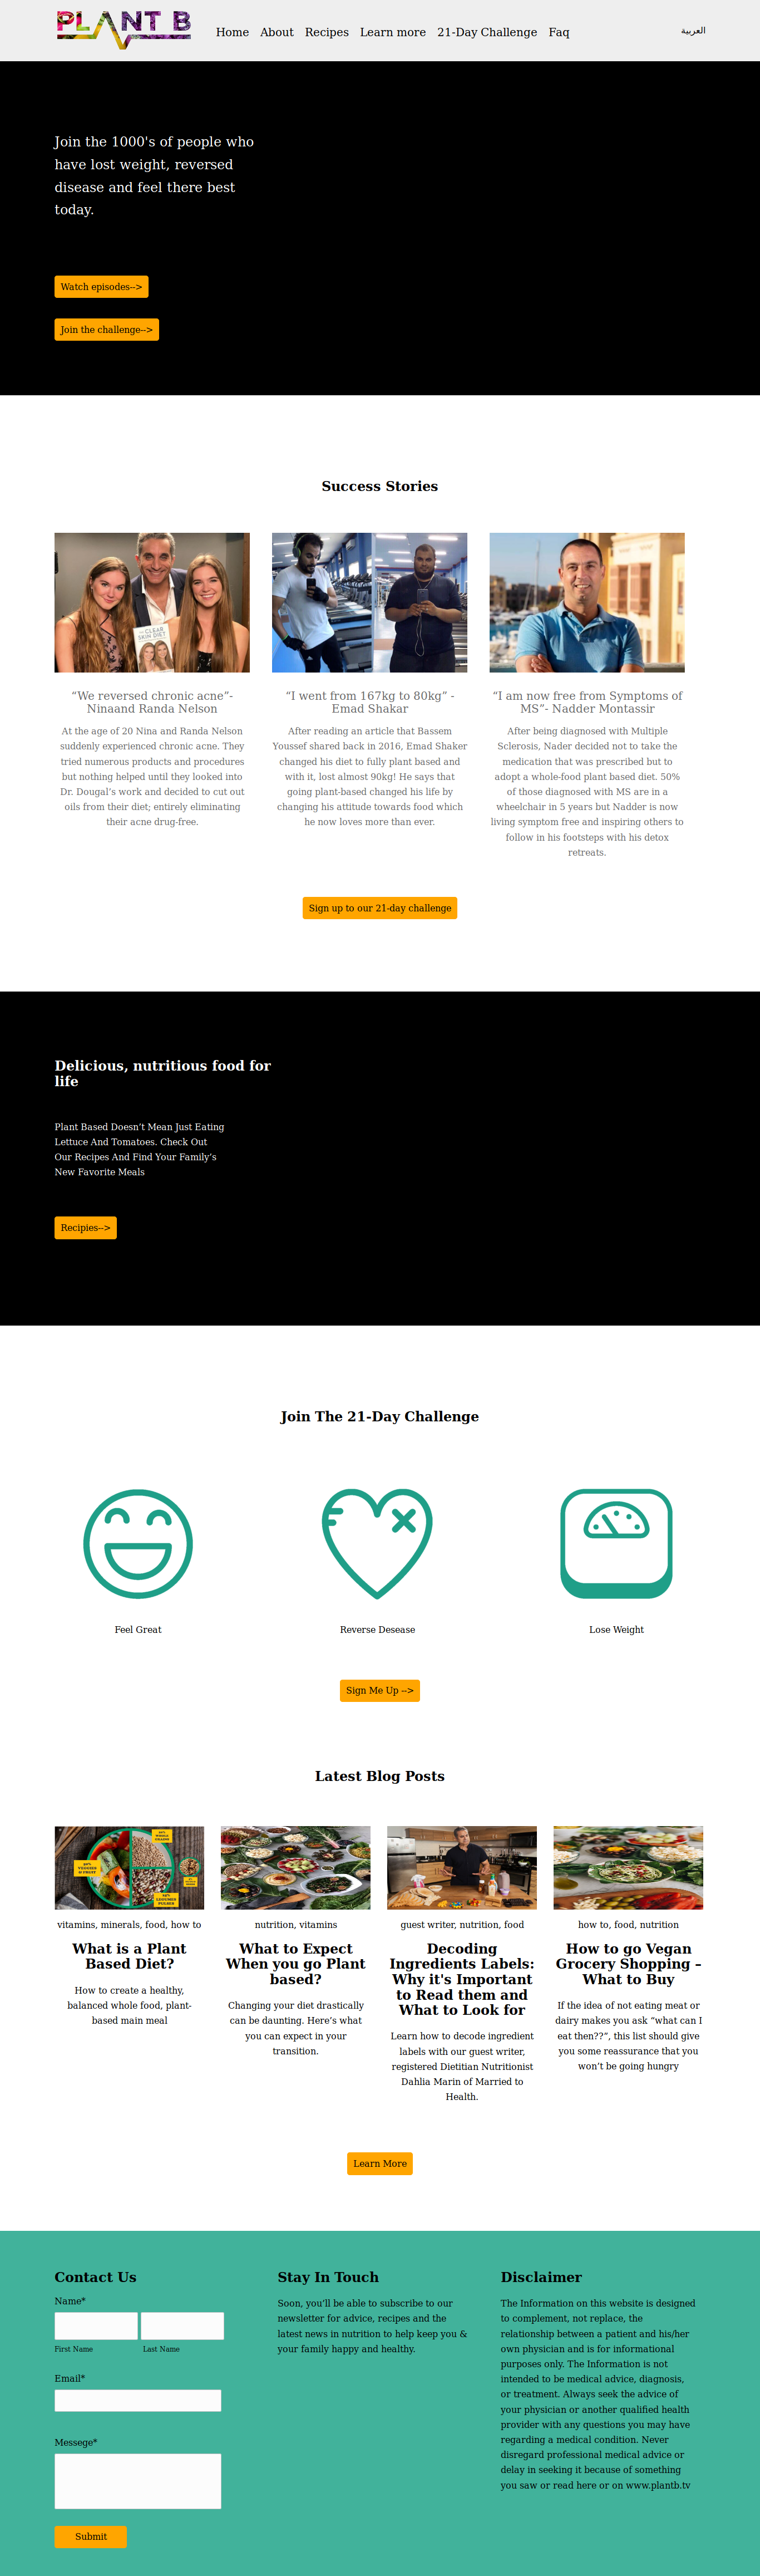 PLANT B
Home About Recipes Learn more 21-Day Challenge Faq
العربية
Join the 1000's of people who
have lost weight, reversed
disease and feel there best
today.
Watch episodes-->
Join the challenge-->
Success Stories
“We reversed chronic acne”-
Ninaand Randa Nelson
At the age of 20 Nina and Randa Nelson
suddenly experienced chronic acne. They
tried numerous products and procedures
but nothing helped until they looked into
Dr. Dougal’s work and decided to cut out
oils from their diet; entirely eliminating
their acne drug-free.
“I went from 167kg to 80kg” -
Emad Shakar
After reading an article that Bassem
Youssef shared back in 2016, Emad Shaker
changed his diet to fully plant based and
with it, lost almost 90kg! He says that
going plant-based changed his life by
changing his attitude towards food which
he now loves more than ever.
“I am now free from Symptoms of
MS”- Nadder Montassir
After being diagnosed with Multiple
Sclerosis, Nader decided not to take the
medication that was prescribed but to
adopt a whole-food plant based diet. 50%
of those diagnosed with MS are in a
wheelchair in 5 years but Nadder is now
living symptom free and inspiring others to
follow in his footsteps with his detox
retreats.
Sign up to our 21-day challenge
Delicious, nutritious food for
life
Plant Based Doesn’t Mean Just Eating
Lettuce And Tomatoes. Check Out
Our Recipes And Find Your Family’s
New Favorite Meals
Recipies-->
Join The 21-Day Challenge
Feel Great
Reverse Desease
Lose Weight
Sign Me Up -->
Latest Blog Posts
vitamins, minerals, food, how to
What is a Plant
Based Diet?
How to create a healthy,
balanced whole food, plant-
based main meal
nutrition, vitamins
What to Expect
When you go Plant
based?
Changing your diet drastically
can be daunting. Here’s what
you can expect in your
transition.
guest writer, nutrition, food
Decoding
Ingredients Labels:
Why it's Important
to Read them and
What to Look for
Learn how to decode ingredient
labels with our guest writer,
registered Dietitian Nutritionist
Dahlia Marin of Married to
Health.
how to, food, nutrition
How to go Vegan
Grocery Shopping –
What to Buy
If the idea of not eating meat or
dairy makes you ask “what can I
eat then??”, this list should give
you some reassurance that you
won’t be going hungry
Learn More
Contact Us
Name*
First Name Last Name
Email*
Messege*
Submit
Stay In Touch
Soon, you’ll be able to subscribe to our
newsletter for advice, recipes and the
latest news in nutrition to help keep you &
your family happy and healthy.
Disclaimer
The Information on this website is designed
to complement, not replace, the
relationship between a patient and his/her
own physician and is for informational
purposes only. The Information is not
intended to be medical advice, diagnosis,
or treatment. Always seek the advice of
your physician or another qualified health
provider with any questions you may have
regarding a medical condition. Never
disregard professional medical advice or
delay in seeking it because of something
you saw or read here or on www.plantb.tv